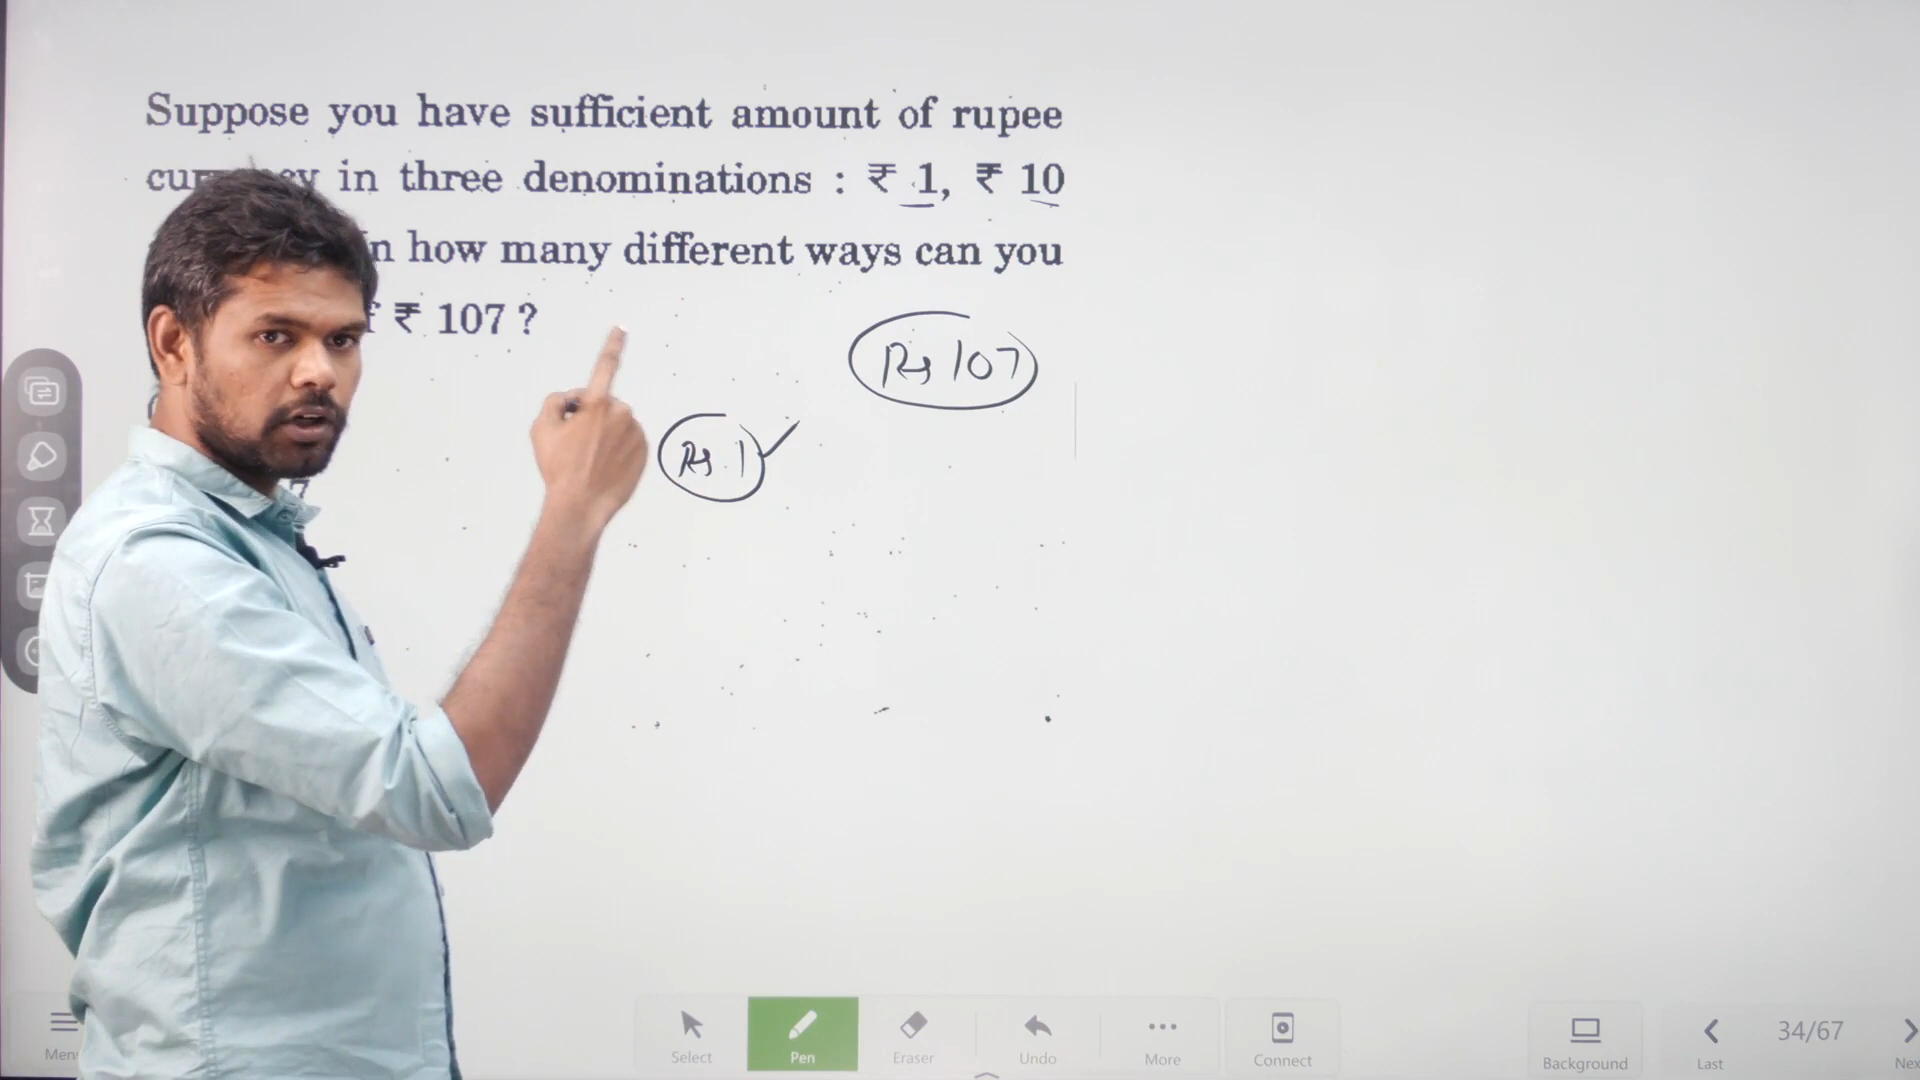 Suppose you have sufficient amount of rupee
in three denominations : ₹ 1, ₹ 10
how many different ways can you
₹ 107 ?
Rs 107
Rs. 1
7
Select
Pen
Eraser
Undo
More
Connect
Background
Last
34/67